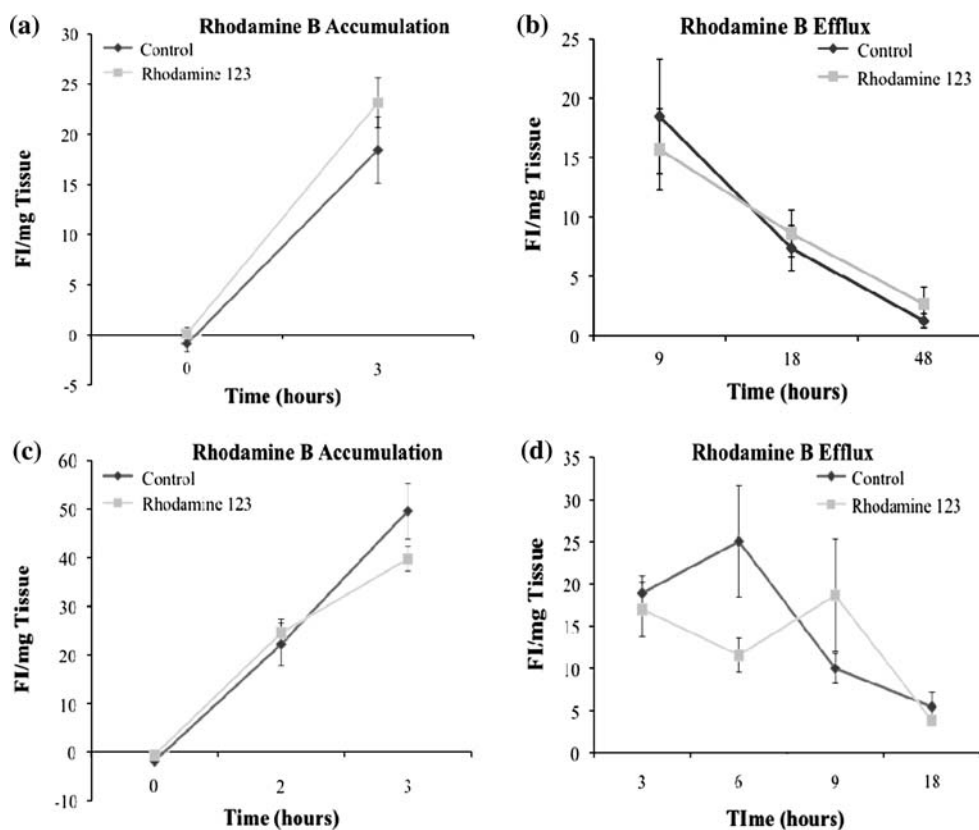 (a)
Rhodamine B Accumulation
Control
Rhodamine 123
30
25
20
15
10
5
0
-5
FI/mg Tissue
0 3
Time (hours)
(b)
Rhodamine B Efflux
Control
Rhodamine 123
25
20
15
10
5
0
FI/mg Tissue
9 18 48
Time (hours)
(c)
Rhodamine B Accumulation
Control
Rhodamine 123
60
50
40
30
20
10
0
-10
FI/mg Tissue
0 2 3
Time (hours)
(d)
Rhodamine B Efflux
Control
Rhodamine 123
35
30
25
20
15
10
5
0
FI/mg Tissue
3 6 9 18
TIme (hours)